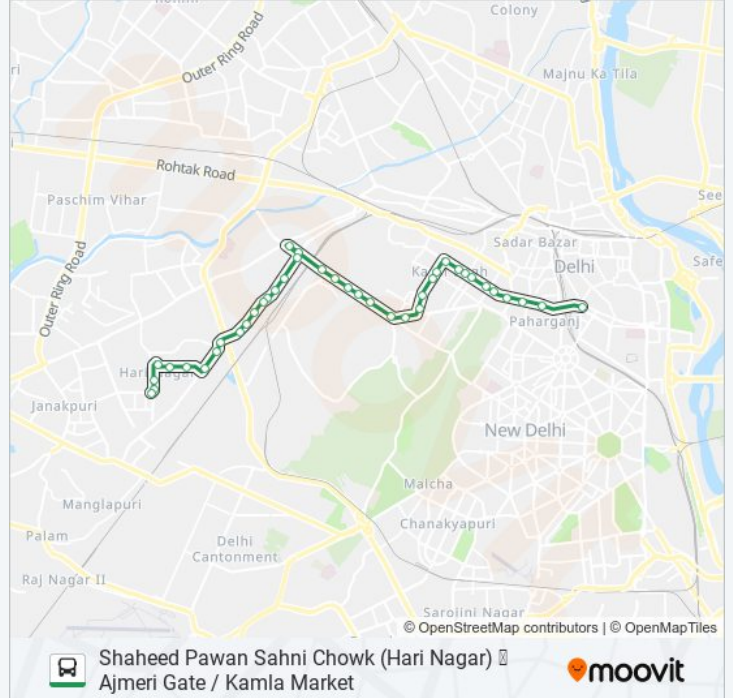 Colony
Outer Ring Road
Majnu Ka Tila
Rohtak Road
Paschim Vihar
See
Sadar Bazar
Safe
Delhi
Outer Ring Road
Paharganj
Janakpuri
New Delhi
Malcha
Manglapuri
Chanakyapuri
Palam
Delhi
Cantonment
Raj Nagar II
Sarojini Nagar
© OpenStreetMap contributors | © OpenMapTiles
Shaheed Pawan Sahni Chowk (Hari Nagar)
Ajmeri Gate / Kamla Market
moovit